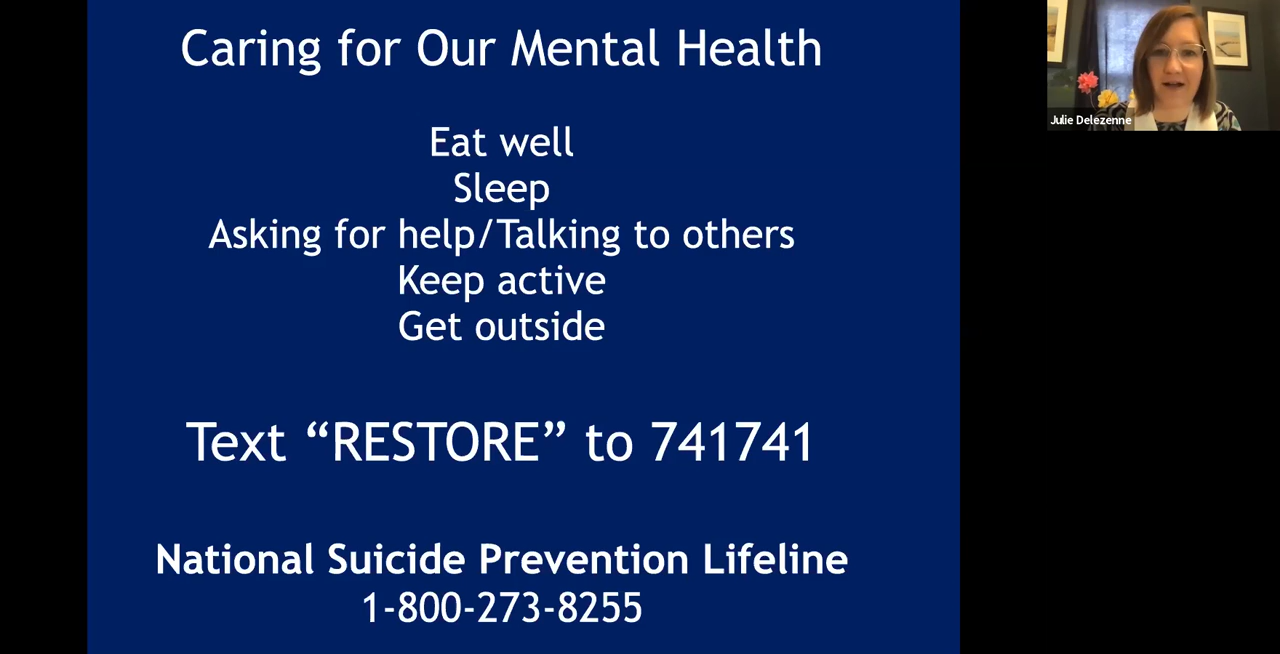 Caring for Our Mental Health
Eat well
Sleep
Asking for help/Talking to others
Keep active
Get outside
Text “RESTORE” to 741741
National Suicide Prevention Lifeline
1-800-273-8255
Julie Delezenne